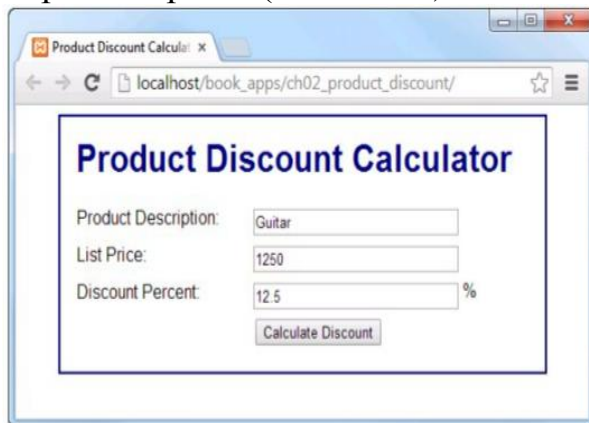 Product Discount Calculat ×
localhost/book_apps/ch02_product_discount/
Product Discount Calculator
Product Description: Guitar
List Price: 1250
Discount Percent: 12.5 %
Calculate Discount